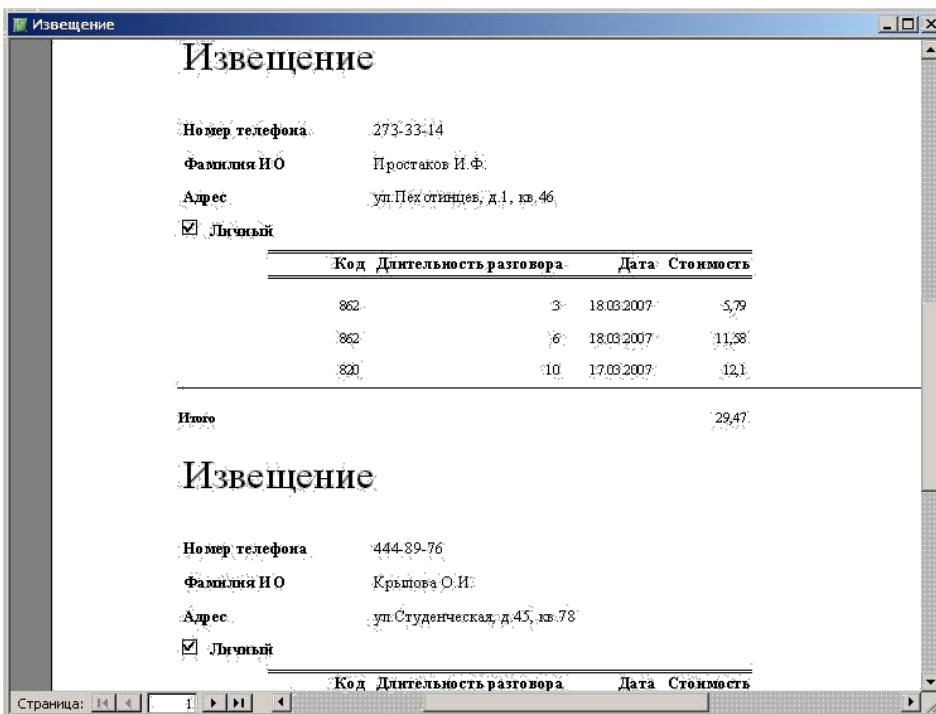 Извещение
Извещение
Номер телефона 273-33-14
Фамилия И О Простаков И.Ф.
Адрес ул.Пехотинцев, д.1, кв.46
Личный
Код Длительность разговора Дата Стоимость
862 3 18.03.2007 5,79
862 6 18.03.2007 11,58
820 10 17.03.2007 12,1
Итого 29,47
Извещение
Номер телефона 444-89-76
Фамилия И О О.И.
Адрес ул.Студенческая, д.45, кв.78
Личный
Код Длительность разговора Дата Стоимость
Страница: 1